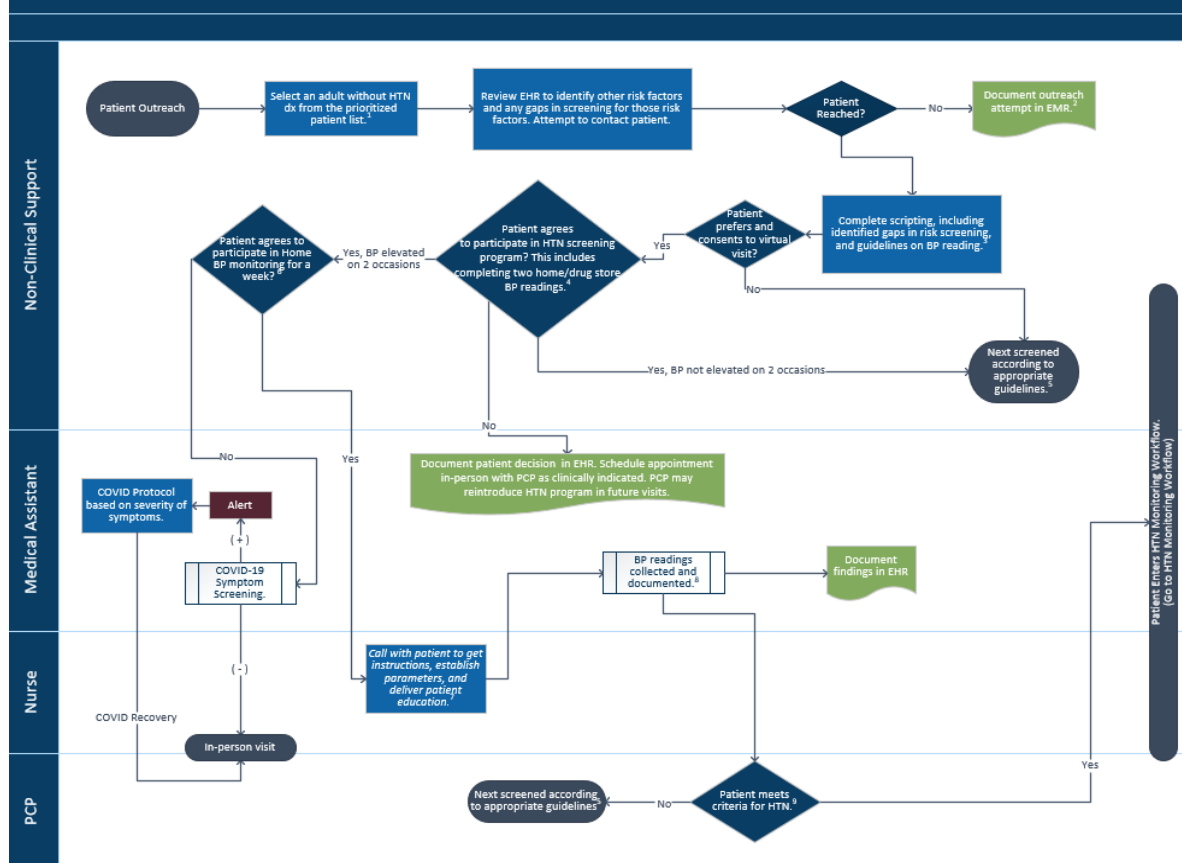 Non-Clinical Support
Patient Outreach
Select an adult without HTN
dx from the prioritized
patient list.1
Review EHR to identify other risk factors
and any gaps in screening for those risk
factors. Attempt to contact patient.
Patient
Reached?
No
Document outreach
attempt in EMR.2
Complete scripting, including
identified gaps in risk screening,
and guidelines on BP reading.3
Patient
prefers and
consents to virtual
visit?
Yes
No
Patient agrees
to participate in HTN screening
program? This includes
completing two home/drug store
BP readings.4
Yes, BP elevated
on 2 occasions
Patient agrees to
participate in Home
BP monitoring for a
week?
Yes, BP not elevated on 2 occasions
Next screened
according to
appropriate
guidelines.5
No
No
Yes
Medical Assistant
Document patient decision in EHR. Schedule appointment
in-person with PCP as clinically indicated. PCP may
reintroduce HTN program in future visits.
COVID Protocol
based on severity of
symptoms.
Alert
( + )
COVID-19
Symptom
Screening.
( - )
BP readings
collected and
documented.8
Document
findings in EHR
Nurse
Call with patient to get
instructions, establish
parameters, and
deliver patient
education.7
COVID Recovery
In-person visit
PCP
Next screened according
to appropriate guidelines5
No
Patient meets
criteria for HTN.9
Yes
Patient Enters HTN Monitoring Workflow.
(Go to HTN Monitoring Workflow)